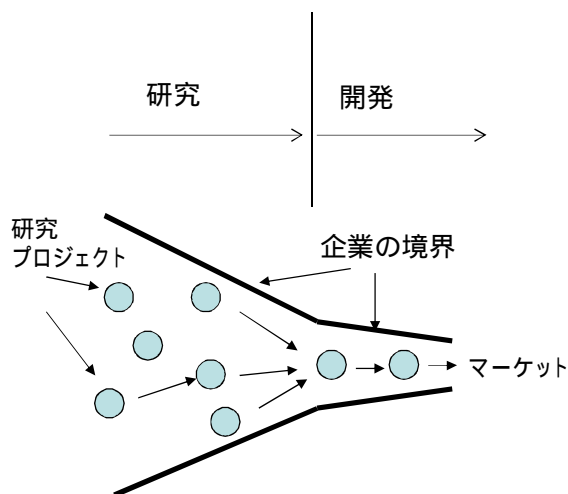 研究
開発
研究
プロジェクト
企業の境界
マーケット